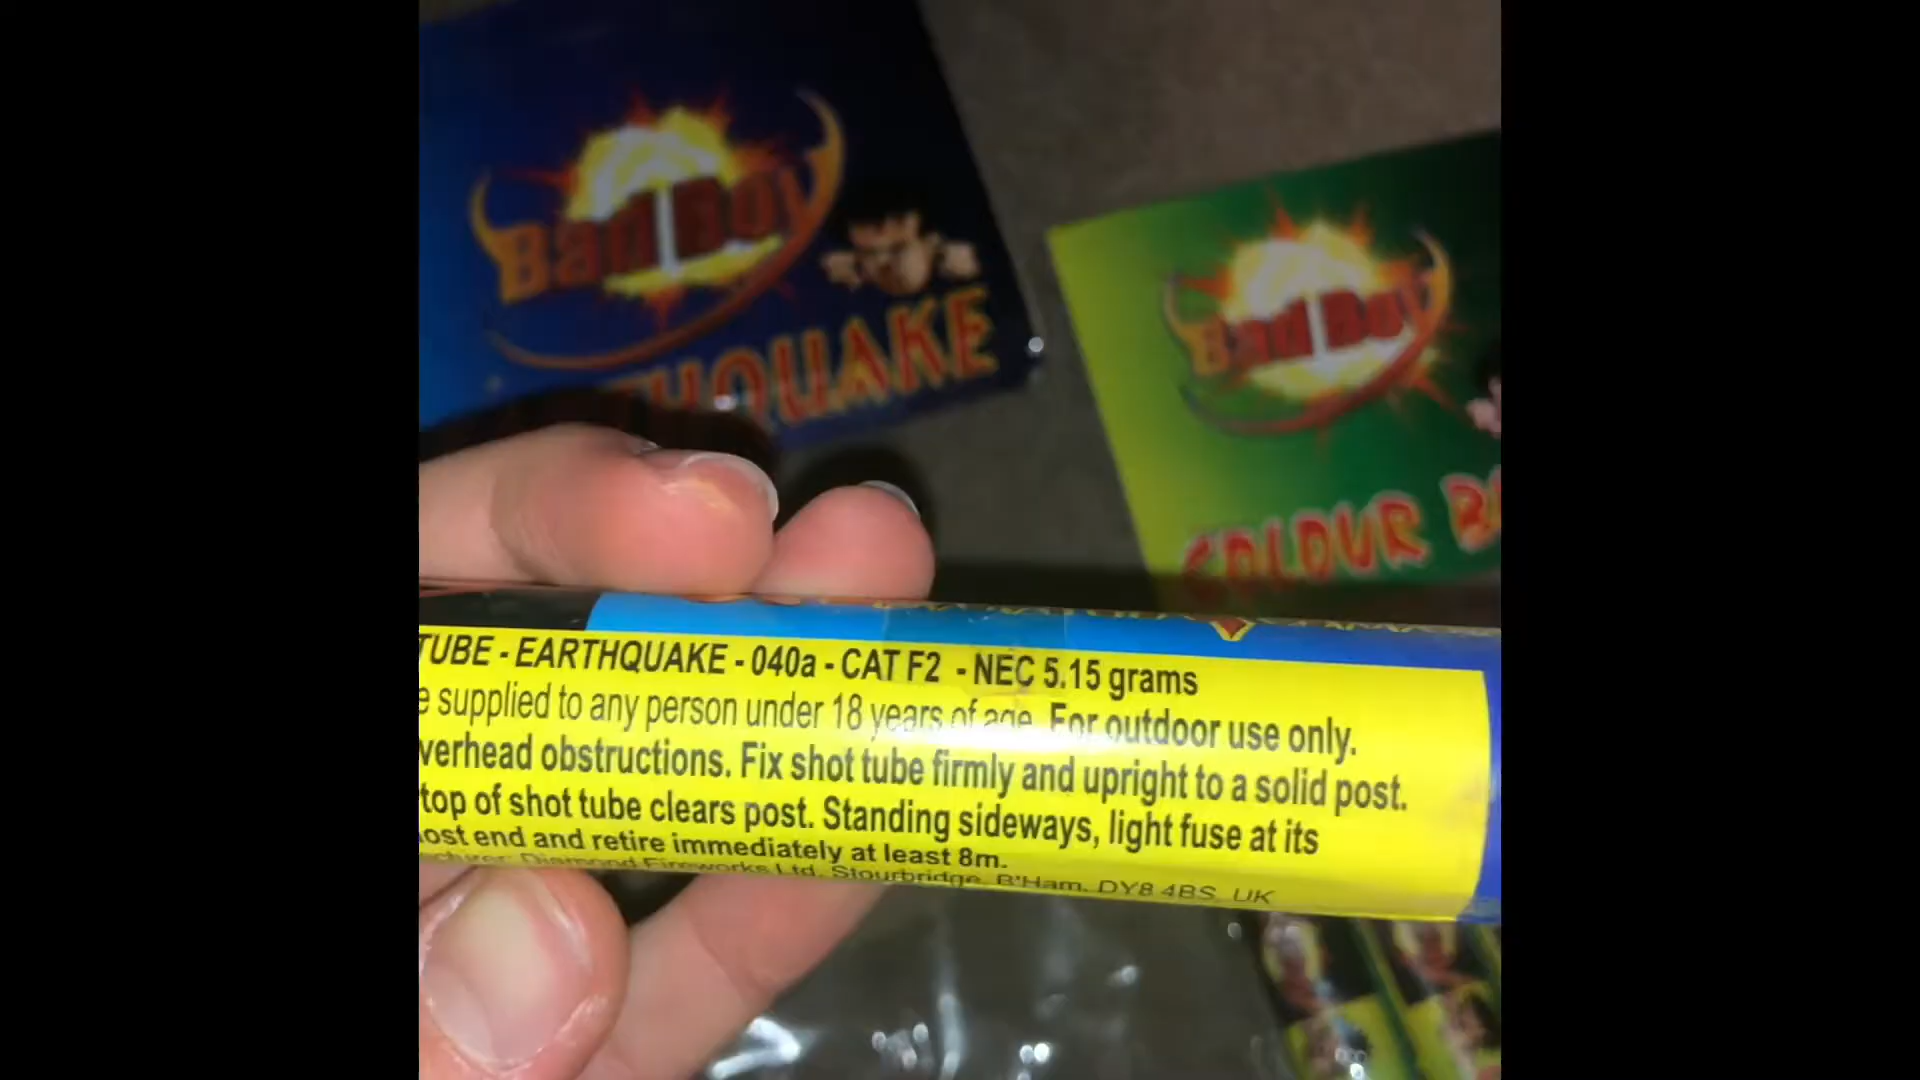 Bad Boy
THQUAKE
Bad Boy
COLOUR B
TUBE - EARTHQUAKE - 040a - CAT F2 - NEC 5.15 grams
e supplied to any person under 18 years of age. For outdoor use only.
verhead obstructions. Fix shot tube firmly and upright to a solid post.
top of shot tube clears post. Standing sideways, light fuse at its
most end and retire immediately at least 8m.
Diamond Fireworks Ltd, Stourbridge, B'Ham, DY8 4BS, UK